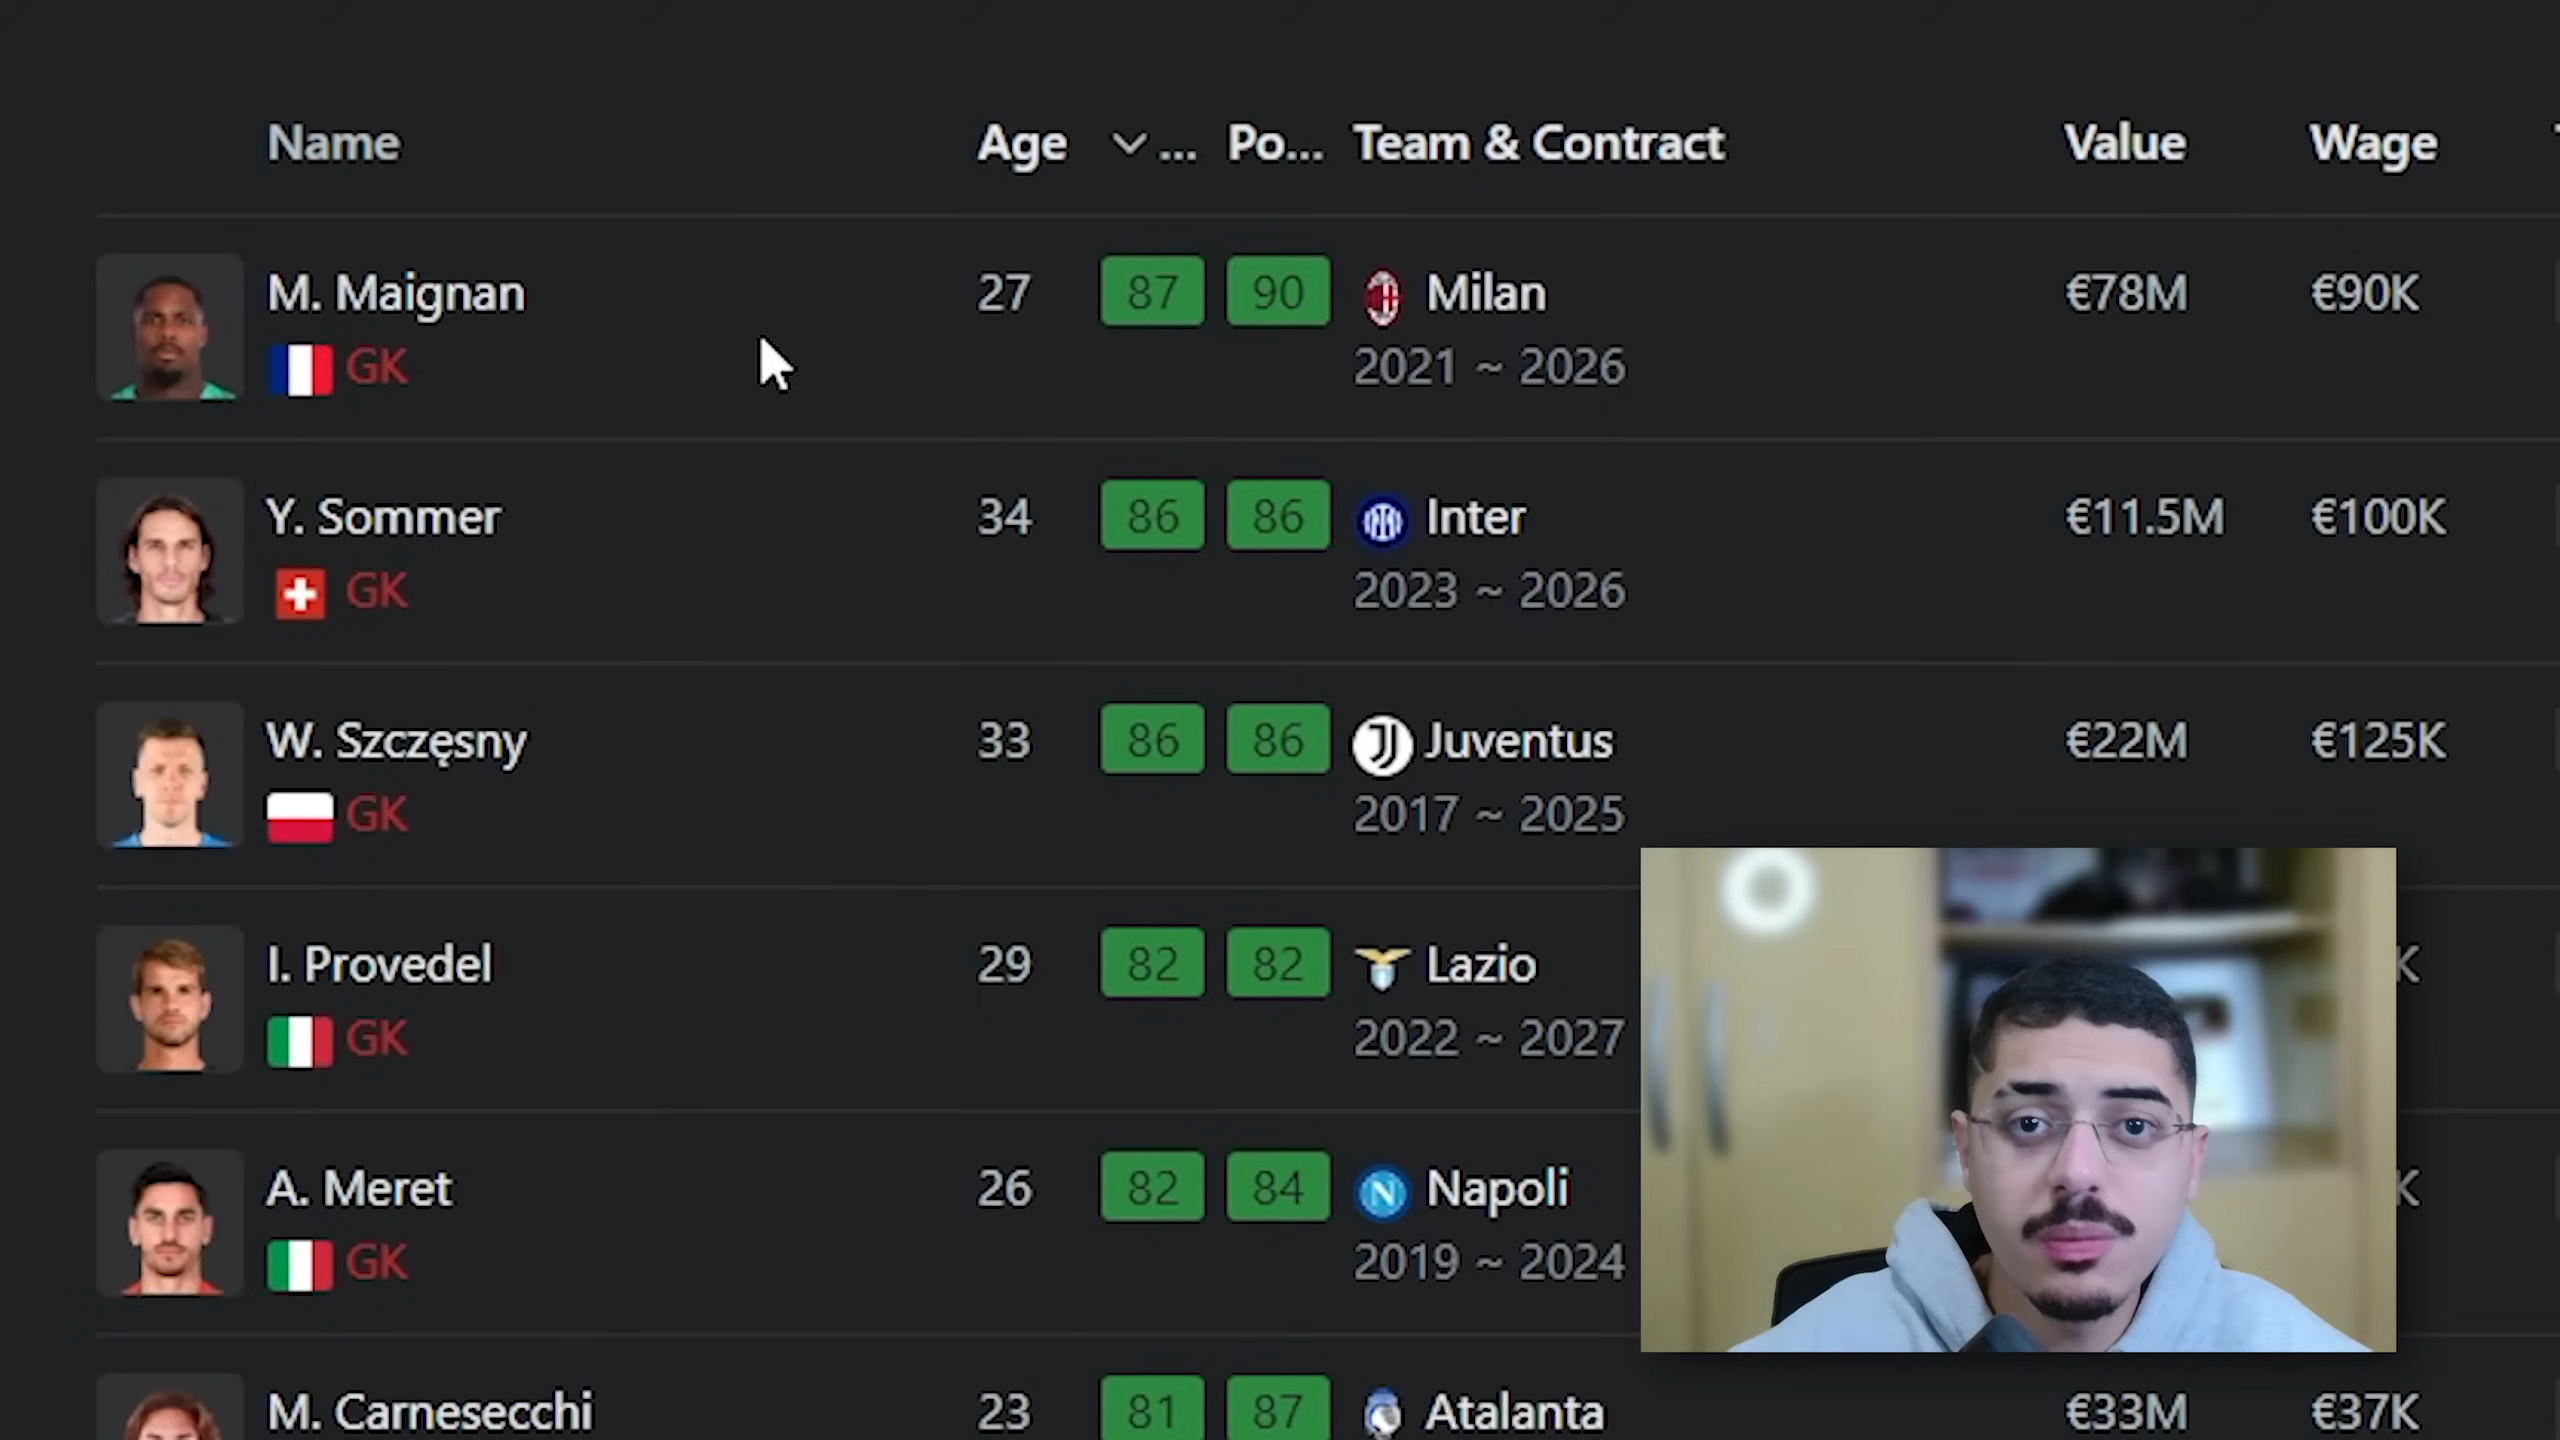 Name Age ... Po... Team & Contract Value Wage
M. Maignan 27 87 90 Milan €78M €90K
GK 2021 ~ 2026
Y. Sommer 34 86 86 Inter €11.5M €100K
GK 2023 ~ 2026
W. Szczęsny 33 86 86 Juventus €22M €125K
GK 2017 ~ 2025
I. Provedel 29 82 82 Lazio K
GK 2022 ~ 2027
A. Meret 26 82 84 Napoli K
GK 2019 ~ 2024
M. Carnesecchi 23 81 87 Atalanta €33M €37K